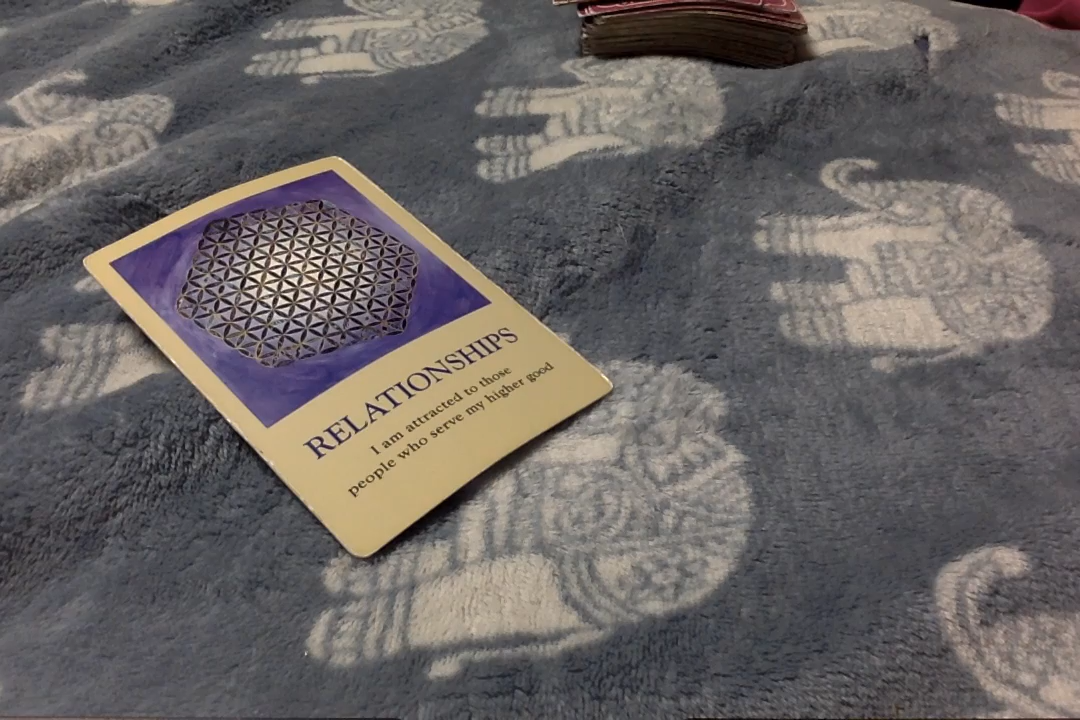 RELATIONSHIPS
I am attracted to those
people who serve my higher good